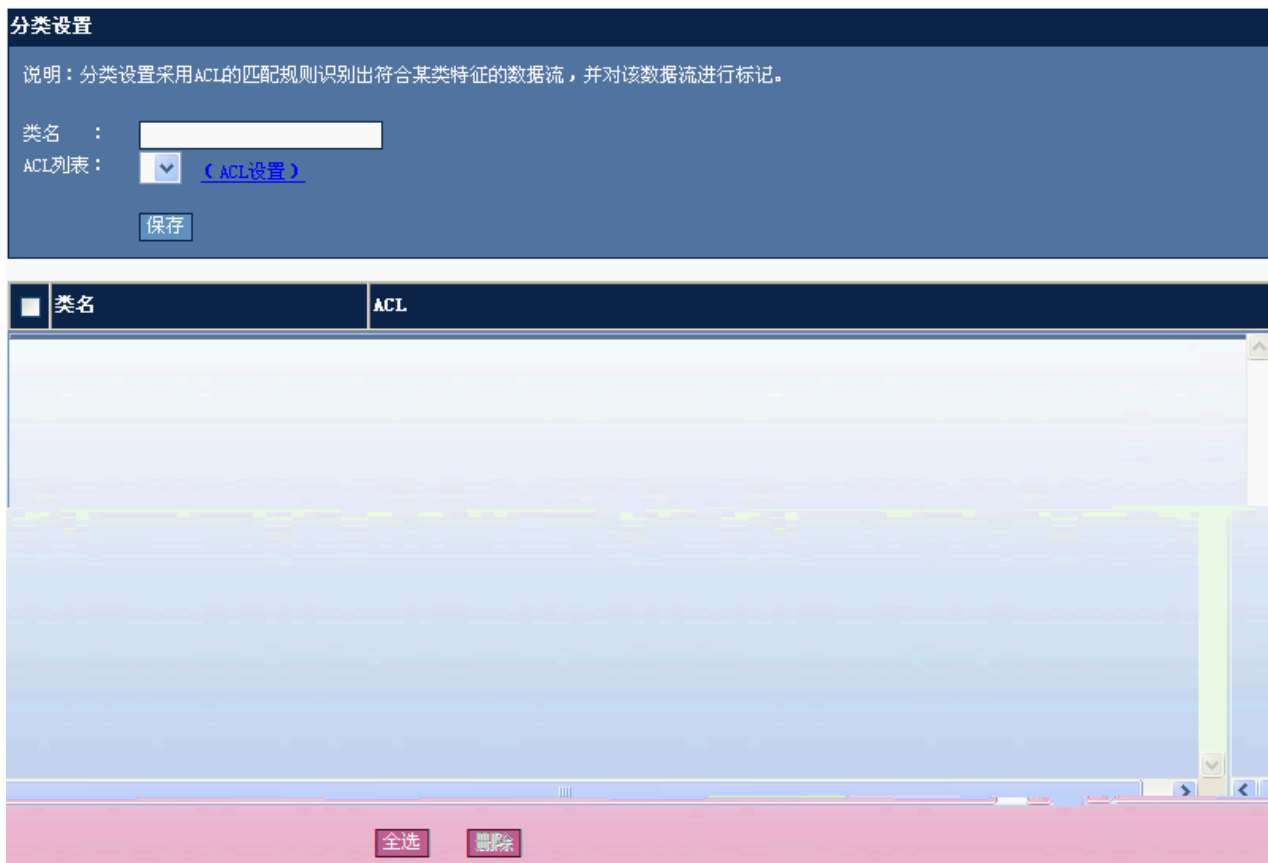 分类设置
说明：分类设置采用ACL的匹配规则识别出符合某类特征的数据流，并对该数据流进行标记。
类名 ：
ACL列表：
（ACL设置）
保存
类名 ACL
全选 删除